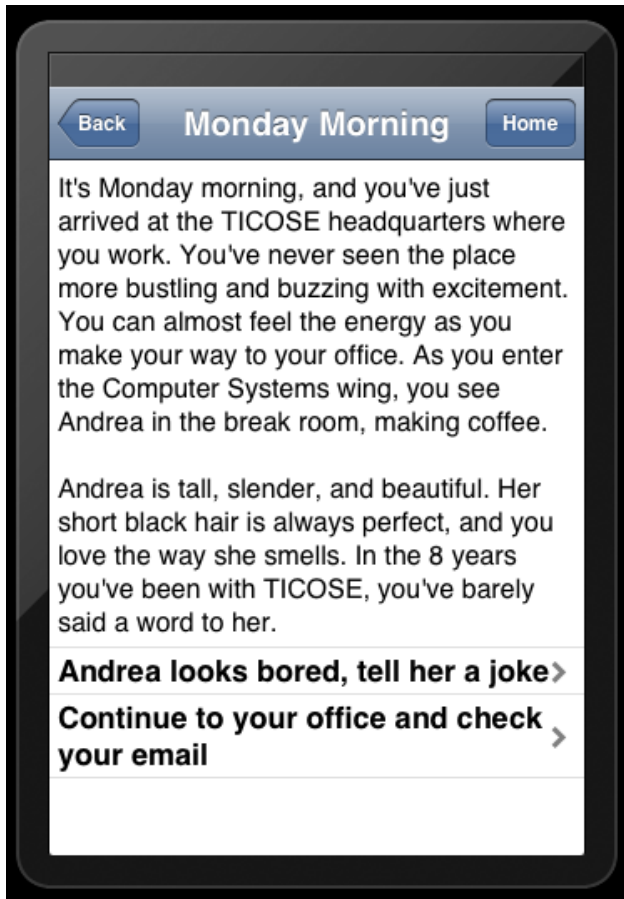 Back
Monday Morning
Home
It's Monday morning, and you've just
arrived at the TICOSE headquarters where
you work. You've never seen the place
more bustling and buzzing with excitement.
You can almost feel the energy as you
make your way to your office. As you enter
the Computer Systems wing, you see
Andrea in the break room, making coffee.
Andrea is tall, slender, and beautiful. Her
short black hair is always perfect, and you
love the way she smells. In the 8 years
you've been with TICOSE, you've barely
said a word to her.
Andrea looks bored, tell her a joke
Continue to your office and check
your email